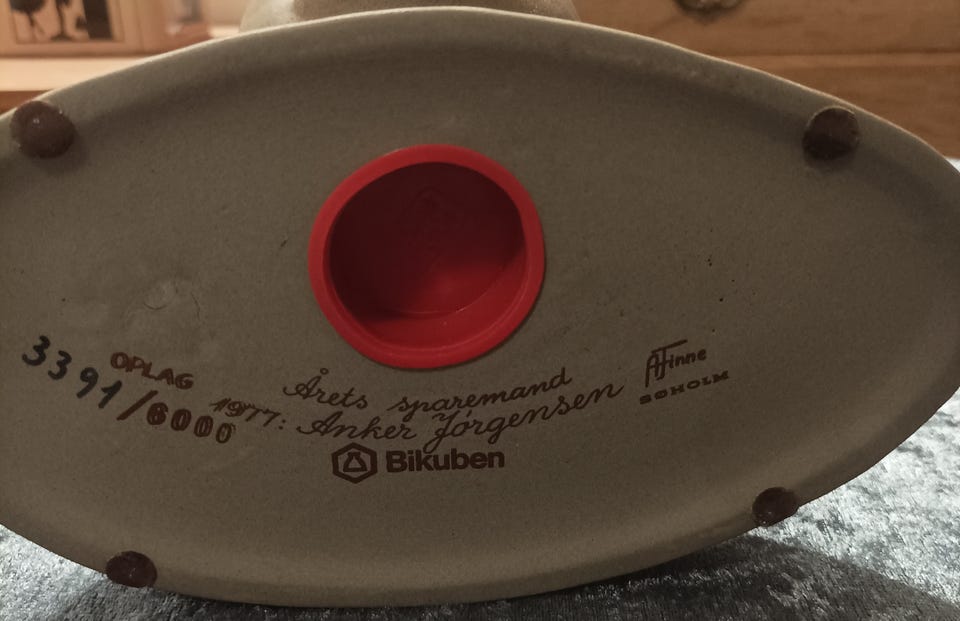 3391
OPLAG
/6000
1977:
Årets sparemand
Anker Jørgensen
Bikuben
AFinne
SØHOLM